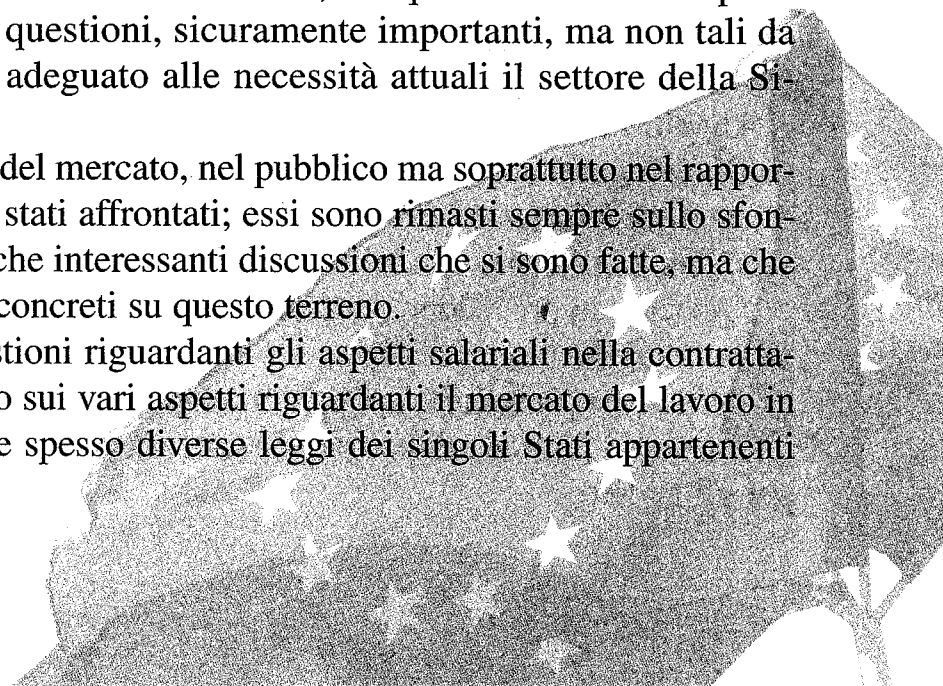 questioni, sicuramente importanti, ma non tali da
adeguato alle necessità attuali il settore della Si-
del mercato, nel pubblico ma soprattutto nel rappor-
stati affrontati; essi sono rimasti sempre sullo sfon-
che interessanti discussioni che si sono fatte, ma che
concreti su questo terreno.
stioni riguardanti gli aspetti salariali nella contratta-
o sui vari aspetti riguardanti il mercato del lavoro in
e spesso diverse leggi dei singoli Stati appartenenti